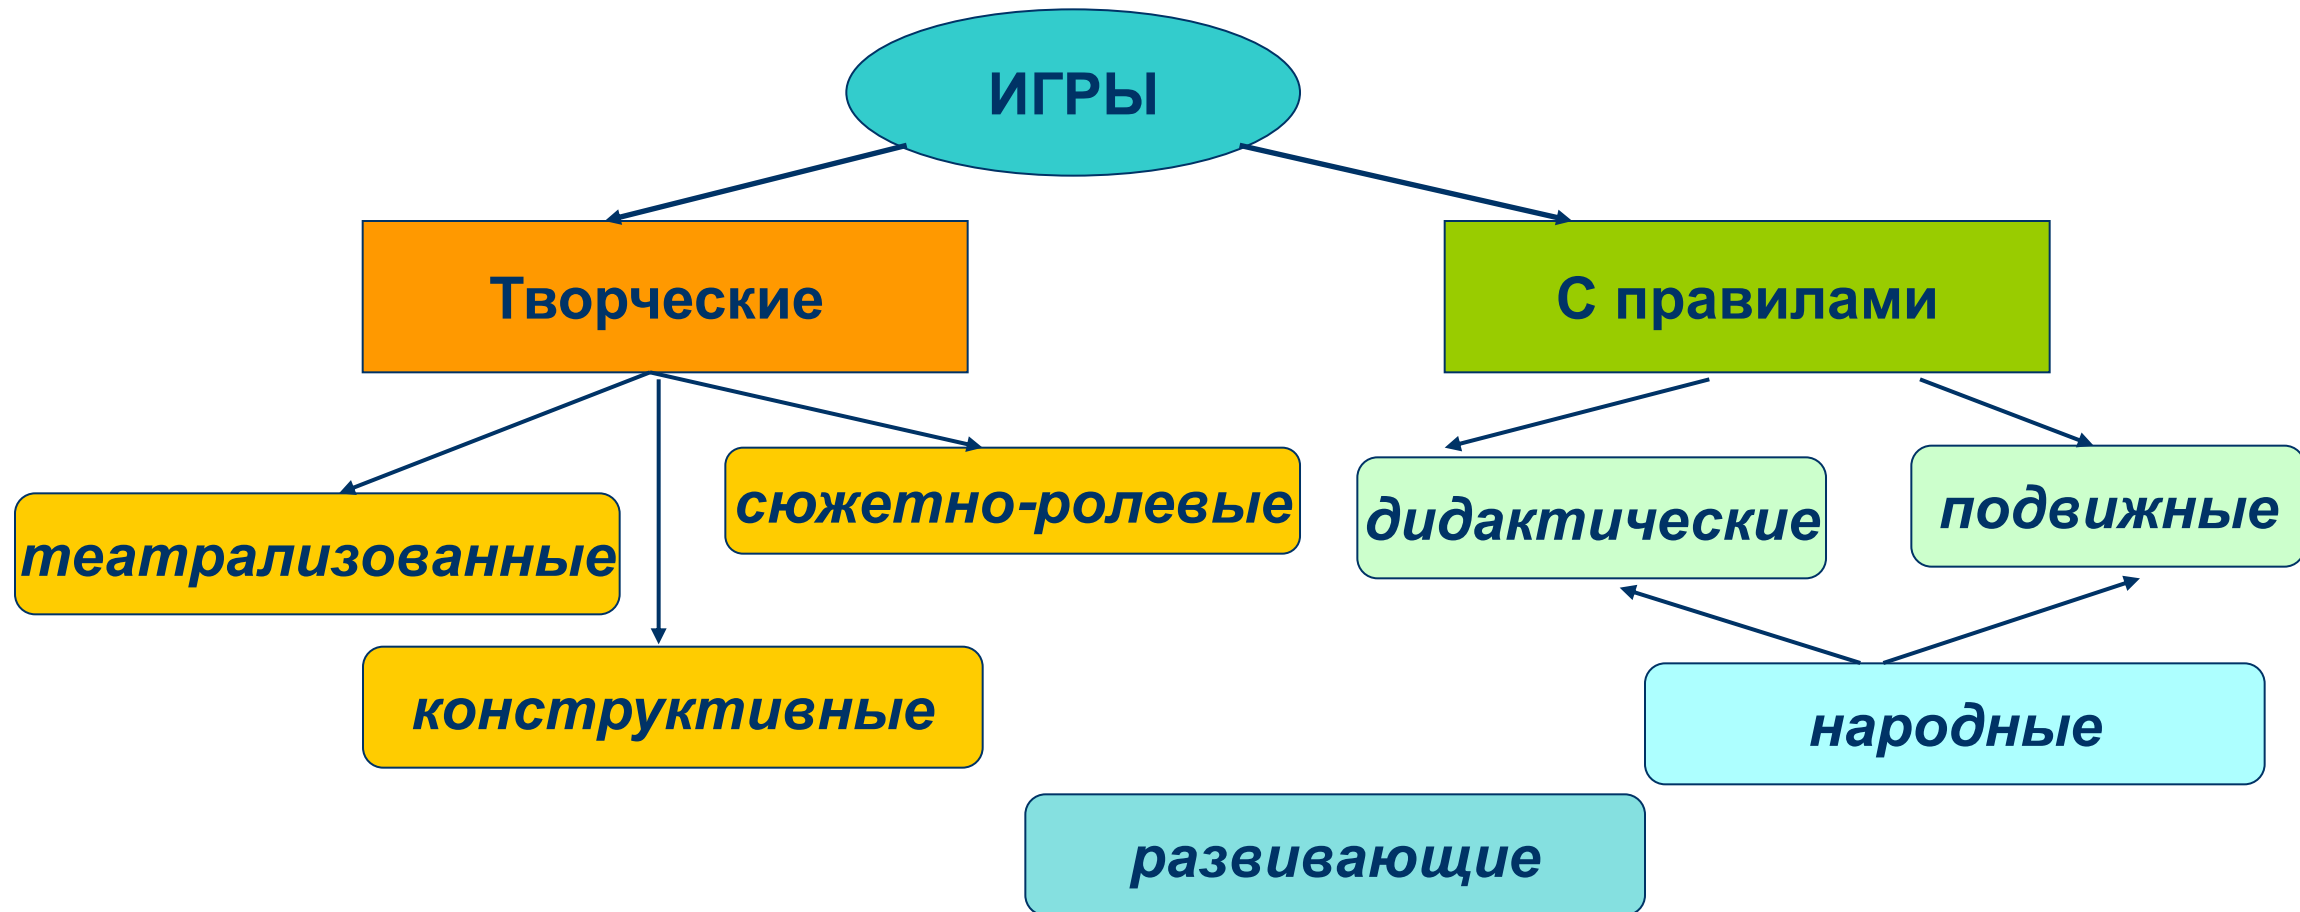 ИГРЫ
Творческие
С правилами
театрализованные
сюжетно-ролевые
дидактические
подвижные
конструктивные
народные
развивающие